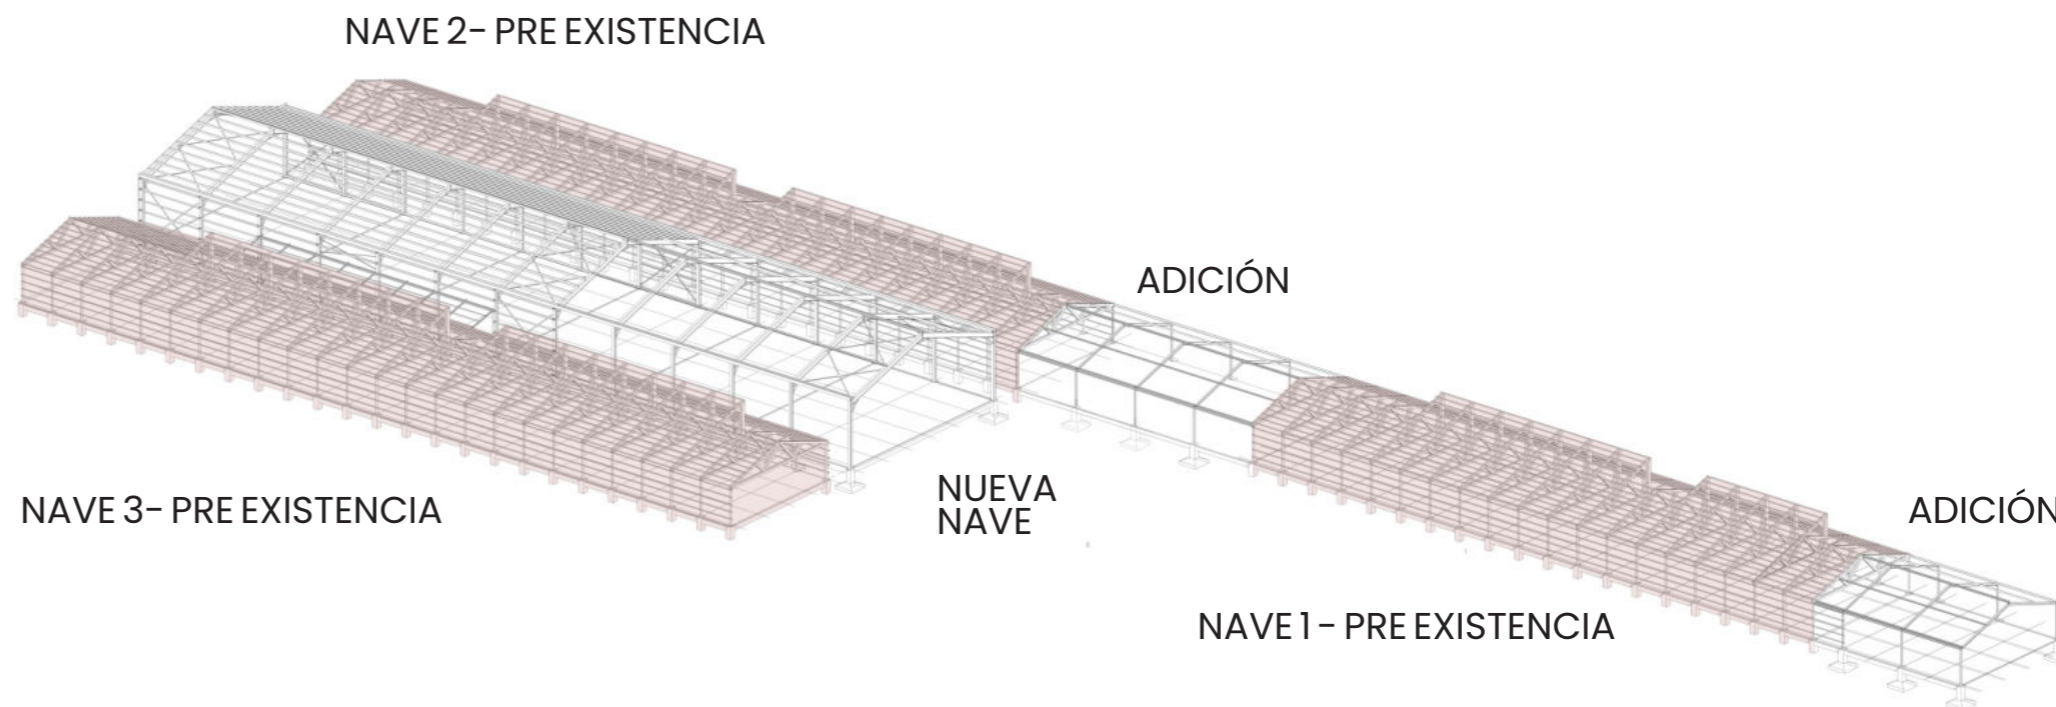 NAVE 2- PRE EXISTENCIA
ADICIÓN
NUEVA
NAVE
NAVE 3- PRE EXISTENCIA
ADICIÓN
NAVE 1 - PRE EXISTENCIA